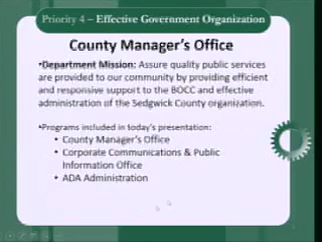 Priority 4 – Effective Government Organization
County Manager's Office
•Department Mission: Assure quality public services
are provided to our community by providing efficient
and responsive support to the BOCC and effective
administration of the Sedgwick County organization.
•Programs included in today's presentation:
• County Manager's Office
• Corporate Communications & Public
Information Office
• ADA Administration